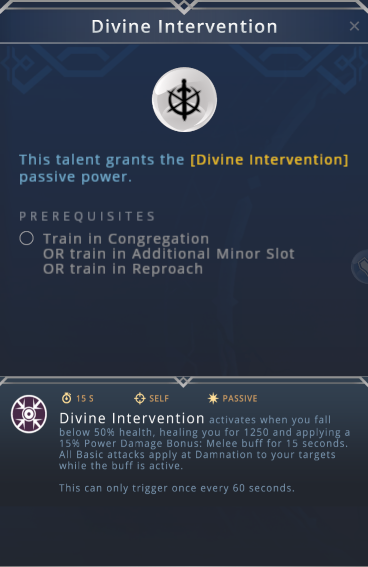 Divine Intervention
This talent grants the [Divine Intervention]
passive power.
PREREQUISITES
Train in Congregation
OR train in Additional Minor Slot
OR train in Reproach
15 S SELF PASSIVE
Divine Intervention activates when you fall
below 50% health, healing you for 1250 and applying a
15% Power Damage Bonus: Melee buff for 15 seconds.
All Basic attacks apply at Damnation to your targets
while the buff is active.
This can only trigger once every 60 seconds.